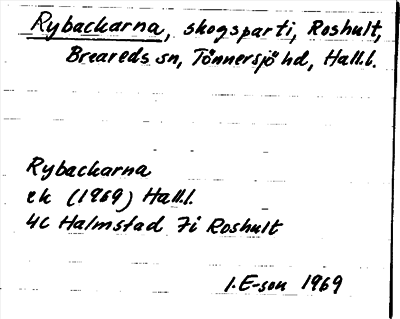 Rybackarna, skogsparti, Roshult,
Breareds sn, Tönnersjö hd, Hall.l.
Rybackarna
ek (1969) Hall.l.
4C Halmstad 7i Roshult
I.E-son 1969